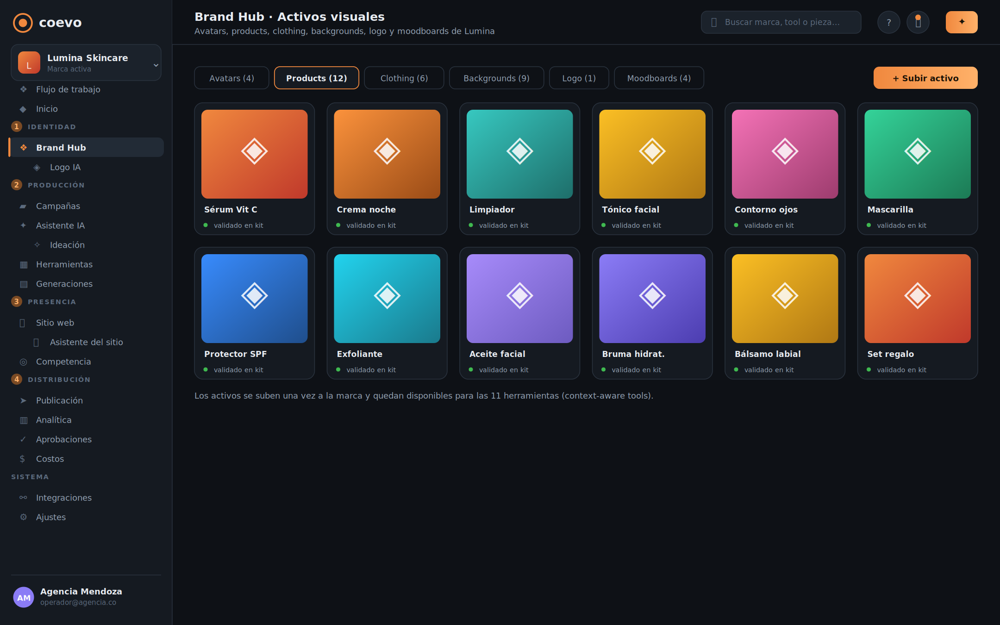 coevo
L
Lumina Skincare
Marca activa
Flujo de trabajo
Inicio
1 IDENTIDAD
Brand Hub
Logo IA
2 PRODUCCIÓN
Campañas
Asistente IA
Ideación
Herramientas
Generaciones
3 PRESENCIA
Sitio web
Asistente del sitio
Competencia
4 DISTRIBUCIÓN
Publicación
Analítica
Aprobaciones
$ Costos
SISTEMA
Integraciones
Ajustes
AM
Agencia Mendoza
operador@agencia.co
Brand Hub · Activos visuales
Avatars, products, clothing, backgrounds, logo y moodboards de Lumina
Buscar marca, tool o pieza...
?
Avatars (4)
Products (12)
Clothing (6)
Backgrounds (9)
Logo (1)
Moodboards (4)
+ Subir activo
Sérum Vit C
validado en kit
Crema noche
validado en kit
Limpiador
validado en kit
Tónico facial
validado en kit
Contorno ojos
validado en kit
Mascarilla
validado en kit
Protector SPF
validado en kit
Exfoliante
validado en kit
Aceite facial
validado en kit
Bruma hidrat.
validado en kit
Bálsamo labial
validado en kit
Set regalo
validado en kit
Los activos se suben una vez a la marca y quedan disponibles para las 11 herramientas (context-aware tools).